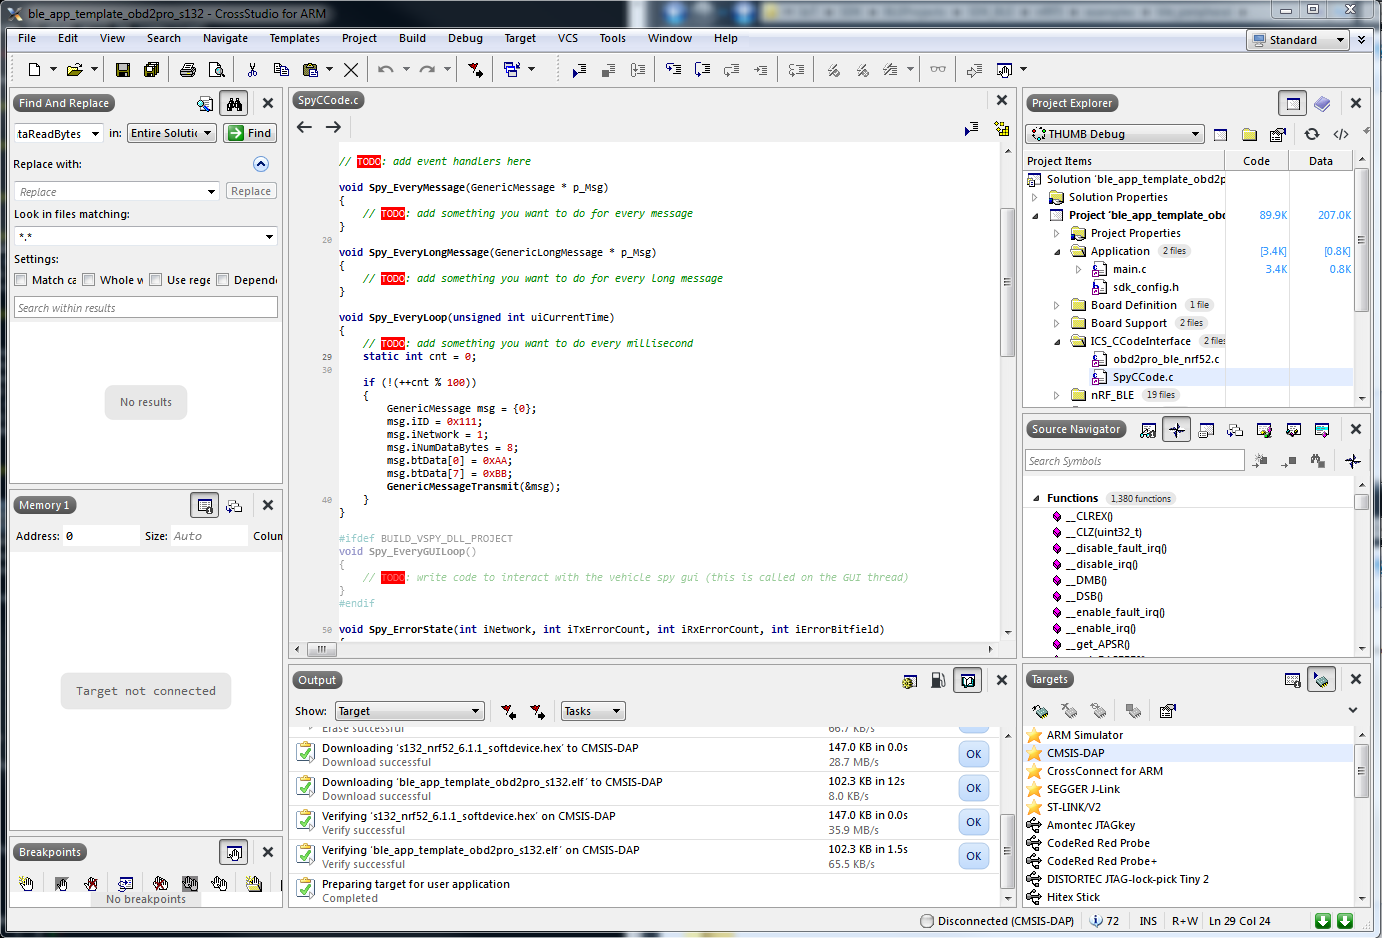 ble_app_template_obd2pro_s132 - CrossStudio for ARM
File Edit View Search Navigate Templates Project Build Debug Target VCS Tools Window Help
Standard
Find And Replace
taReadBytes in: Entire Solutic Find
Replace with:
Replace Replace
Look in files matching:
*.*
Settings:
Match ca Whole w Use rege Depende
Search within results
No results
Memory 1
Address: 0 Size: Auto Colum
Target not connected
Breakpoints
No breakpoints
SpyCCode.c
// TODO: add event handlers here
void Spy_EveryMessage(GenericMessage * p_Msg)
{
// TODO: add something you want to do for every message
}
20
void Spy_EveryLongMessage(GenericLongMessage * p_Msg)
{
// TODO: add something you want to do for every long message
}
void Spy_EveryLoop(unsigned int uiCurrentTime)
{
// TODO: add something you want to do every millisecond
29 static int cnt = 0;
30
if (!(++cnt % 100))
{
GenericMessage msg = {0};
msg.iID = 0x111;
msg.iNetwork = 1;
msg.iNumDataBytes = 8;
msg.btData[0] = 0xAA;
msg.btData[7] = 0xBB;
GenericMessageTransmit(&msg);
40 }
}
#ifdef BUILD_VSPY_DLL_PROJECT
void Spy_EveryGUILoop()
{
// TODO: write code to interact with the vehicle spy gui (this is called on the GUI thread)
}
#endif
50 void Spy_ErrorState(int iNetwork, int iTxErrorCount, int iRxErrorCount, int iErrorBitfield)
Output
Show: Target Tasks
Erase successful 66.7 KB/s
Downloading 's132_nrf52_6.1.1_softdevice.hex' to CMSIS-DAP 147.0 KB in 0.0s OK
Download successful 28.7 MB/s
Downloading 'ble_app_template_obd2pro_s132.elf' to CMSIS-DAP 102.3 KB in 12s OK
Download successful 8.0 KB/s
Verifying 's132_nrf52_6.1.1_softdevice.hex' on CMSIS-DAP 147.0 KB in 0.0s OK
Verify successful 35.9 MB/s
Verifying 'ble_app_template_obd2pro_s132.elf' on CMSIS-DAP 102.3 KB in 1.5s OK
Verify successful 65.5 KB/s
Preparing target for user application
Completed
Project Explorer
THUMB Debug
Project Items Code Data
Solution 'ble_app_template_obd2p
Solution Properties
Project 'ble_app_template_obd 89.9K 207.0K
Project Properties
Application 2 files [3.4K] [0.8K]
main.c 3.4K 0.8K
sdk_config.h
Board Definition 1 file
Board Support 2 files
ICS_CCodeInterface 2 files
obd2pro_ble_nrf52.c
SpyCCode.c
nRF_BLE 19 files
Source Navigator
Search Symbols
Functions 1,380 functions
__CLREX()
__CLZ(uint32_t)
__disable_fault_irq()
__disable_irq()
__DMB()
__DSB()
__enable_fault_irq()
__enable_irq()
__get_APSR()
Targets
ARM Simulator
CMSIS-DAP
CrossConnect for ARM
SEGGER J-Link
ST-LINK/V2
Amontec JTAGkey
CodeRed Red Probe
CodeRed Red Probe+
DISTORTEC JTAG-lock-pick Tiny 2
Hitex Stick
Disconnected (CMSIS-DAP) 72 INS R+W Ln 29 Col 24